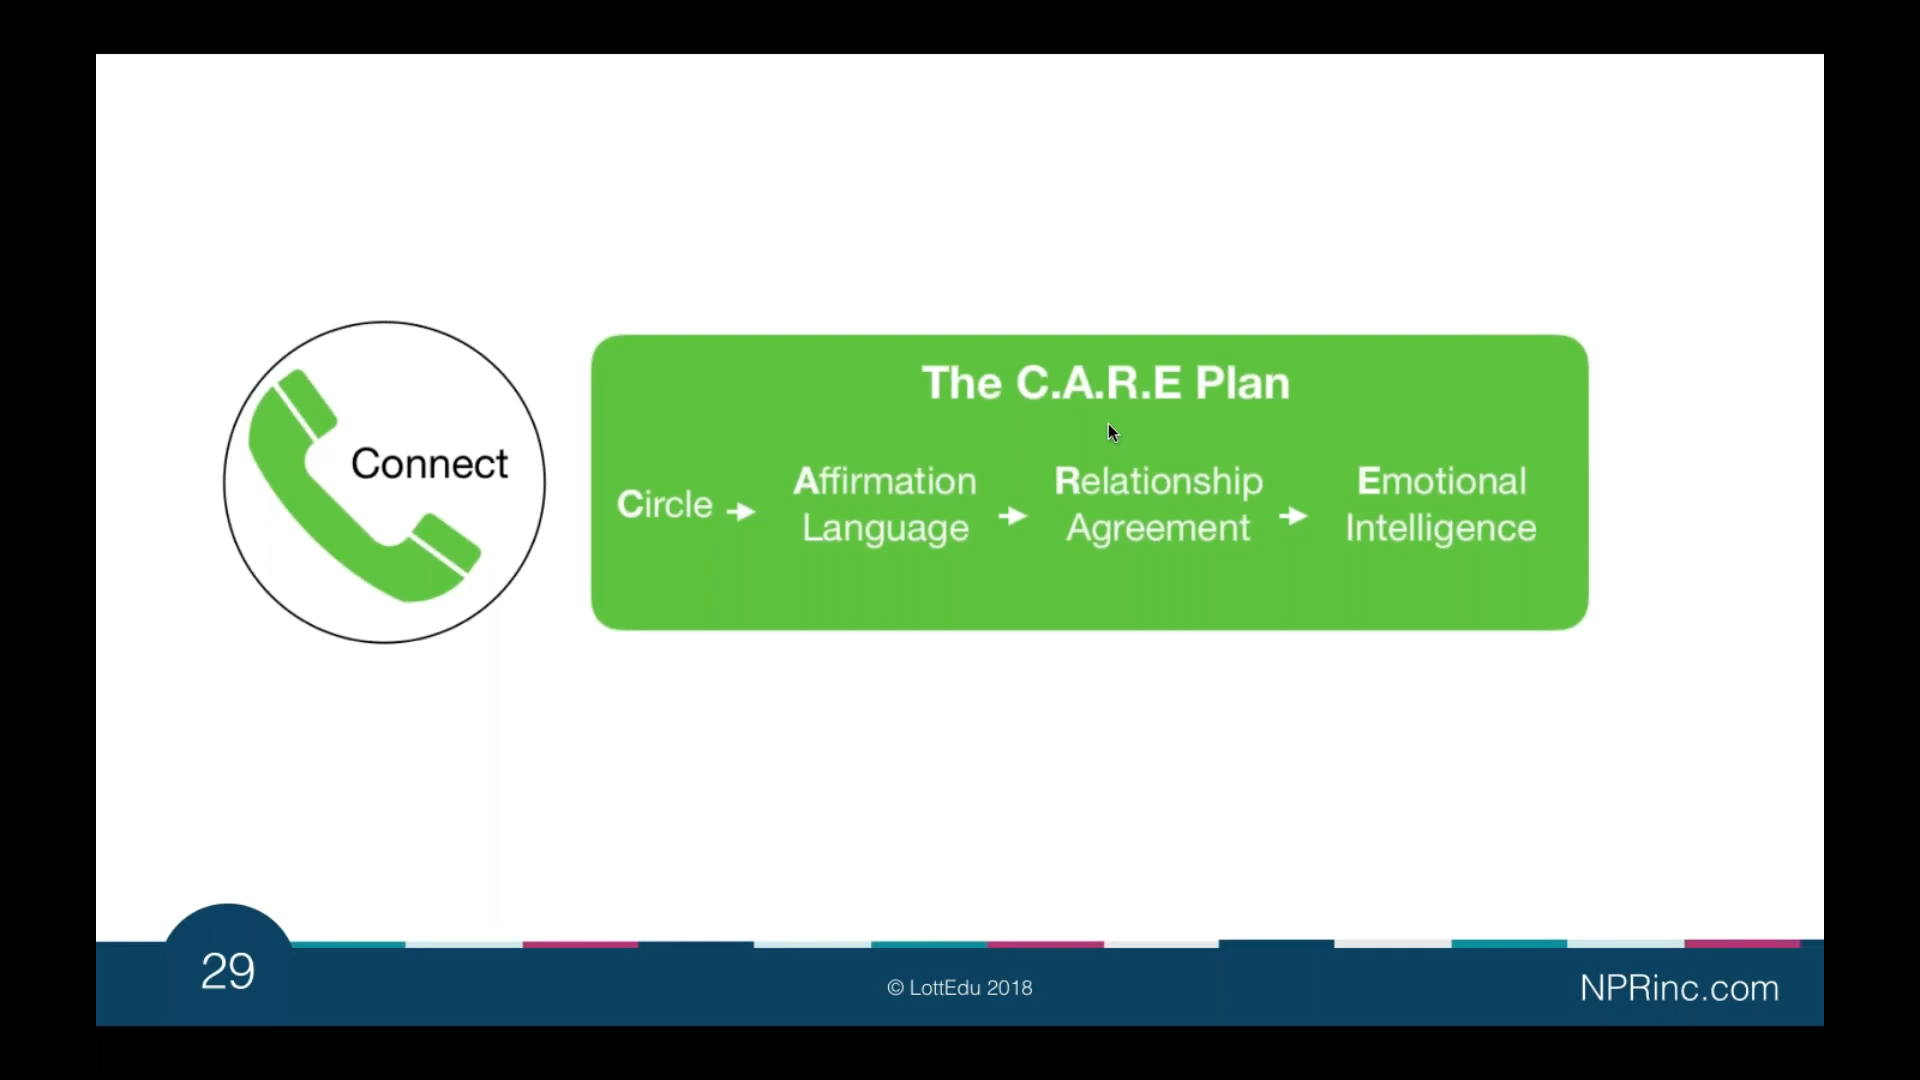 Connect
The C.A.R.E Plan
Circle
Affirmation
Language
Relationship
Agreement
Emotional
Intelligence
29
© LottEdu 2018
NPRinc.com